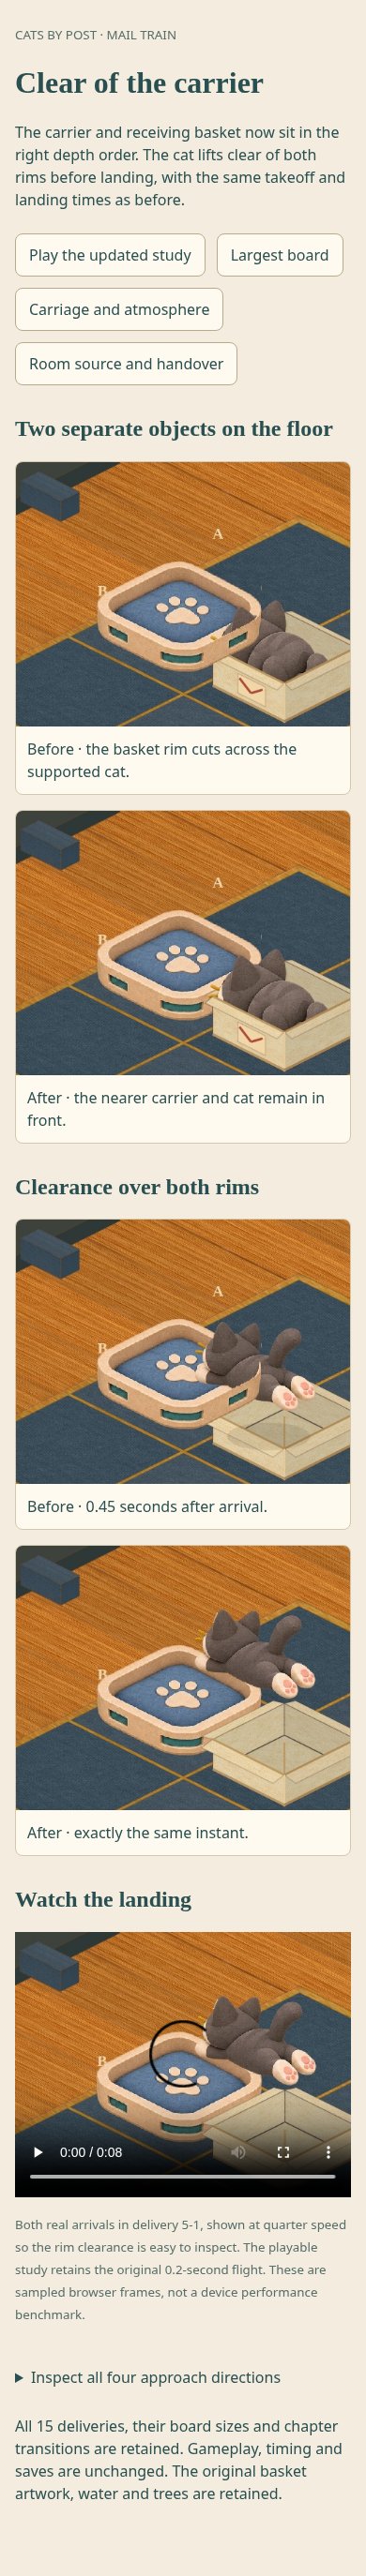 CATS BY POST · MAIL TRAIN
Clear of the carrier
The carrier and receiving basket now sit in the
right depth order. The cat lifts clear of both
rims before landing, with the same takeoff and
landing times as before.
Play the updated study
Largest board
Carriage and atmosphere
Room source and handover
Two separate objects on the floor
A
B
Before · the basket rim cuts across the
supported cat.
A
B
After · the nearer carrier and cat remain in
front.
Clearance over both rims
A
B
Before · 0.45 seconds after arrival.
B
After · exactly the same instant.
Watch the landing
B
0:00 / 0:08
Both real arrivals in delivery 5-1, shown at quarter speed
so the rim clearance is easy to inspect. The playable
study retains the original 0.2-second flight. These are
sampled browser frames, not a device performance
benchmark.
Inspect all four approach directions
All 15 deliveries, their board sizes and chapter
transitions are retained. Gameplay, timing and
saves are unchanged. The original basket
artwork, water and trees are retained.